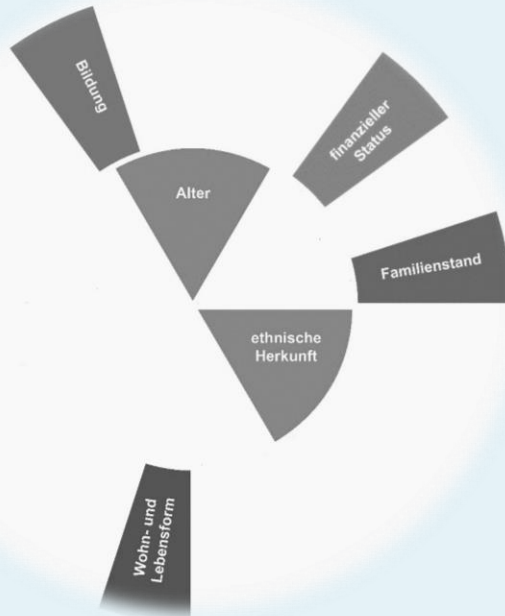 Bildung
finanzieller
Status
Alter
Familienstand
ethnische
Herkunft
Wohn- und
Lebensform